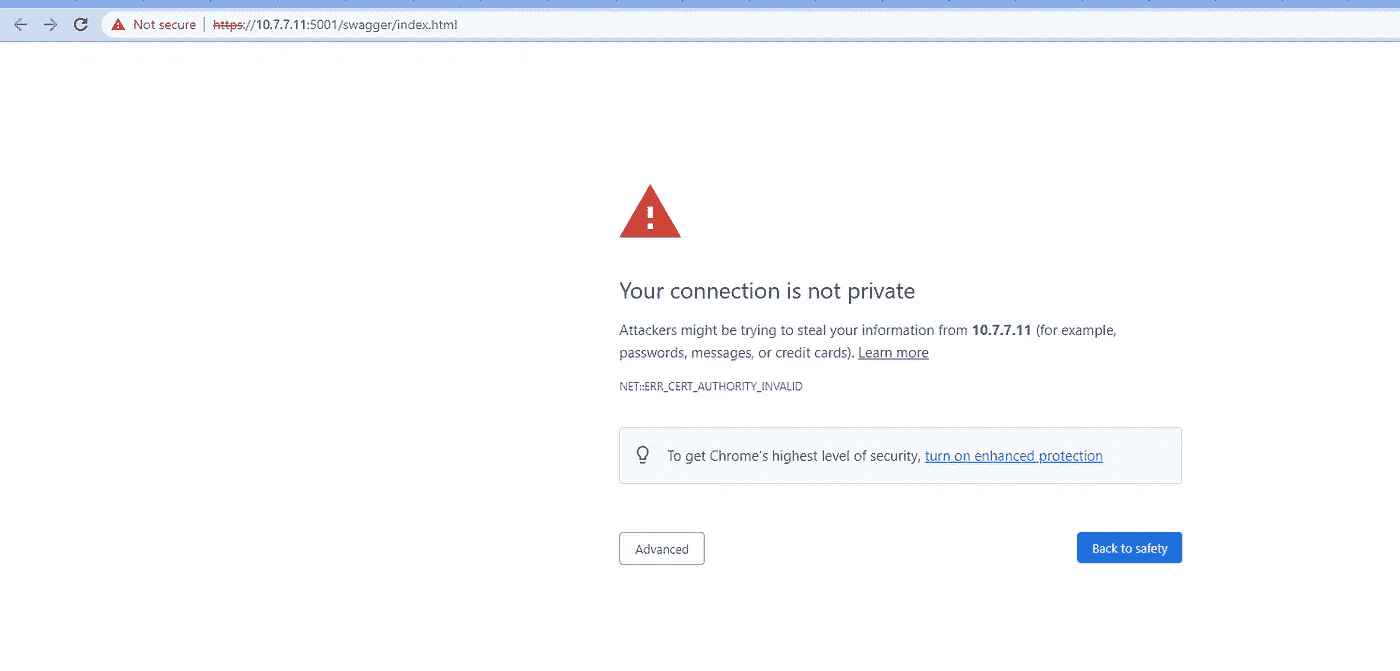 Not secure | https://10.7.7.11:5001/swagger/index.html
Your connection is not private
Attackers might be trying to steal your information from 10.7.7.11 (for example,
passwords, messages, or credit cards). Learn more
NET::ERR_CERT_AUTHORITY_INVALID
To get Chrome's highest level of security, turn on enhanced protection
Advanced
Back to safety